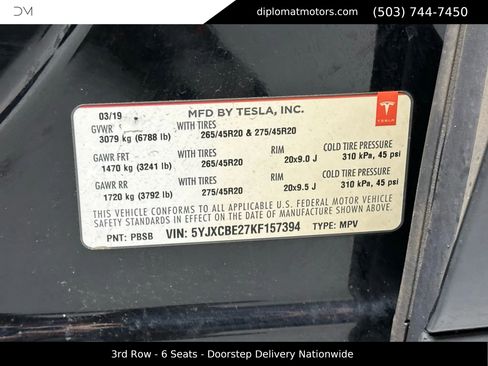 DM
diplomatmotors.com (503) 744-7450
03/19 MFD BY TESLA, INC.
TESLA
GVWR WITH TIRES
3079 kg (6788 lb) 265/45R20 & 275/45R20
GAWR FRT WITH TIRES RIM COLD TIRE PRESSURE
1470 kg (3241 lb) 265/45R20 20x9.0 J 310 kPa, 45 psi
GAWR RR WITH TIRES RIM COLD TIRE PRESSURE
1720 kg (3792 lb) 275/45R20 20x9.5 J 310 kPa, 45 psi
THIS VEHICLE CONFORMS TO ALL APPLICABLE U.S. FEDERAL MOTOR VEHICLE
SAFETY STANDARDS IN EFFECT ON THE DATE OF MANUFACTURE SHOWN ABOVE.
PNT: PBSB VIN: 5YJXCBE27KF157394 TYPE: MPV
3rd Row - 6 Seats - Doorstep Delivery Nationwide